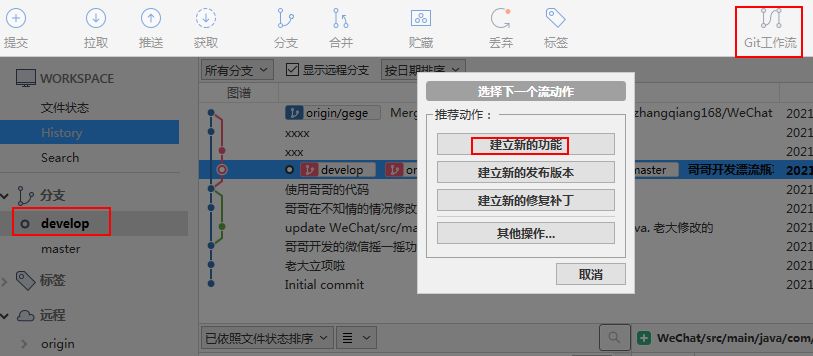 提交 拉取 推送 获取 分支 合并 贮藏 丢弃 标签 Git工作流
WORKSPACE
文件状态
History
Search
分支
develop
master
标签
远程
origin
所有分支 显示远程分支 按日期排序
图谱
origin/gege Merg zhangqiang168/WeChat 2021
xxxx 2021
xxx 2021
develop master 哥哥开发漂流瓶 2021
使用哥哥的代码 2021
哥哥在不知情的情况修改 2021
update WeChat/src/ma va. 老大修改的 2021
哥哥开发的微信摇一摇功 2021
老大立项啦 2021
Initial commit 2021
选择下一个流动作
推荐动作：
建立新的功能
建立新的发布版本
建立新的修复补丁
其他操作...
取消
已依照文件状态排序 WeChat/src/main/java/com/